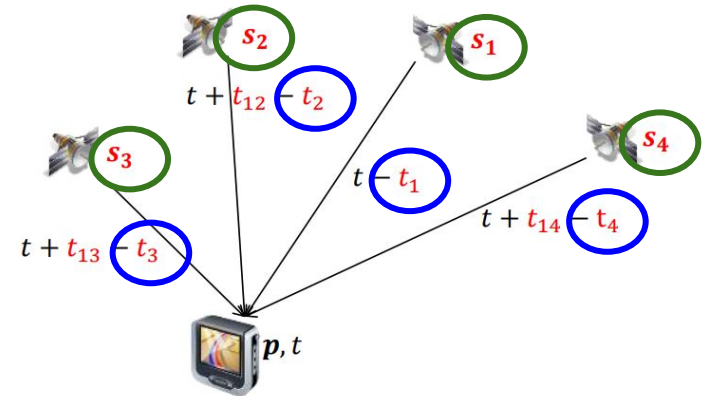 s₂
s₁
t + t₁₂ − t₂
s₄
s₃
t − t₁
t + t₁₄ − t₄
t + t₁₃ − t₃
p, t